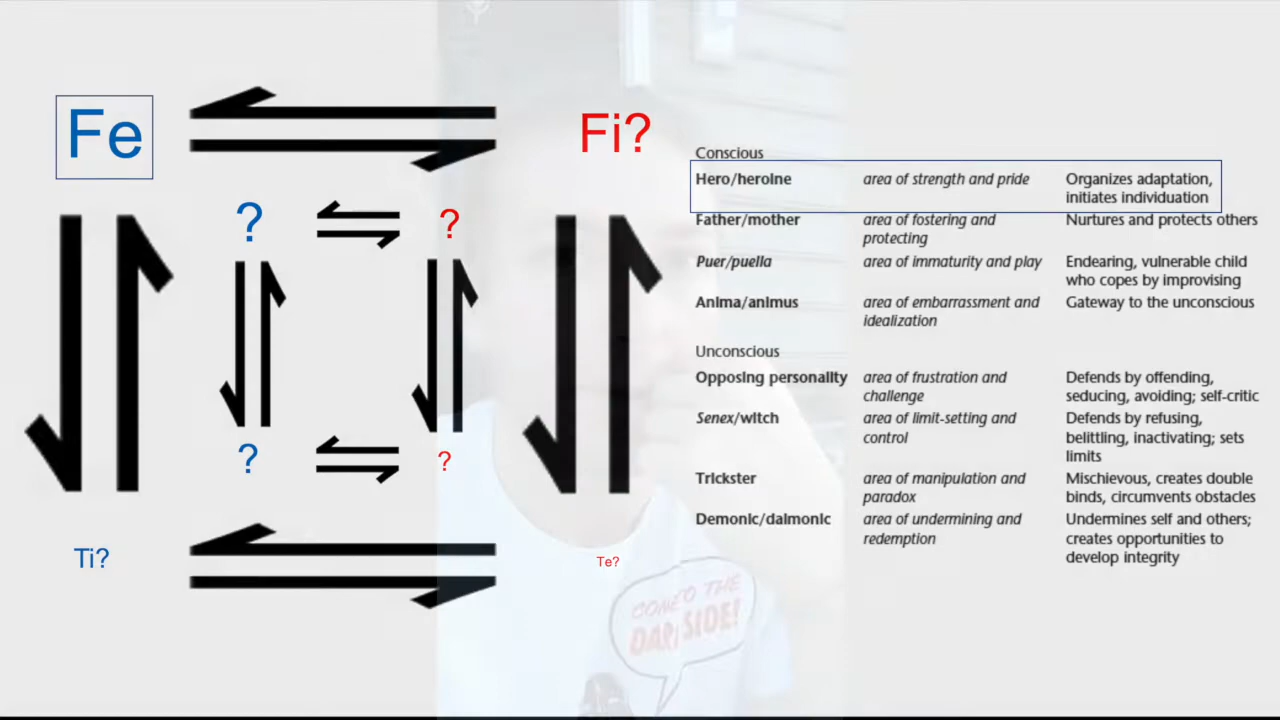 Fe
Fi?
?
?
?
?
Ti?
Te?
Conscious
Hero/heroine area of strength and pride Organizes adaptation,
initiates individuation
Father/mother area of fostering and Nurtures and protects others
protecting
Puer/puella area of immaturity and play Endearing, vulnerable child
who copes by improvising
Anima/animus area of embarrassment and Gateway to the unconscious
idealization
Unconscious
Opposing personality area of frustration and Defends by offending,
challenge seducing, avoiding; self-critic
Senex/witch area of limit-setting and Defends by refusing,
control belittling, inactivating; sets
limits
Trickster area of manipulation and Mischievous, creates double
paradox binds, circumvents obstacles
Demonic/daimonic area of undermining and Undermines self and others;
redemption creates opportunities to
develop integrity
COME TO THE
DARK SIDE!